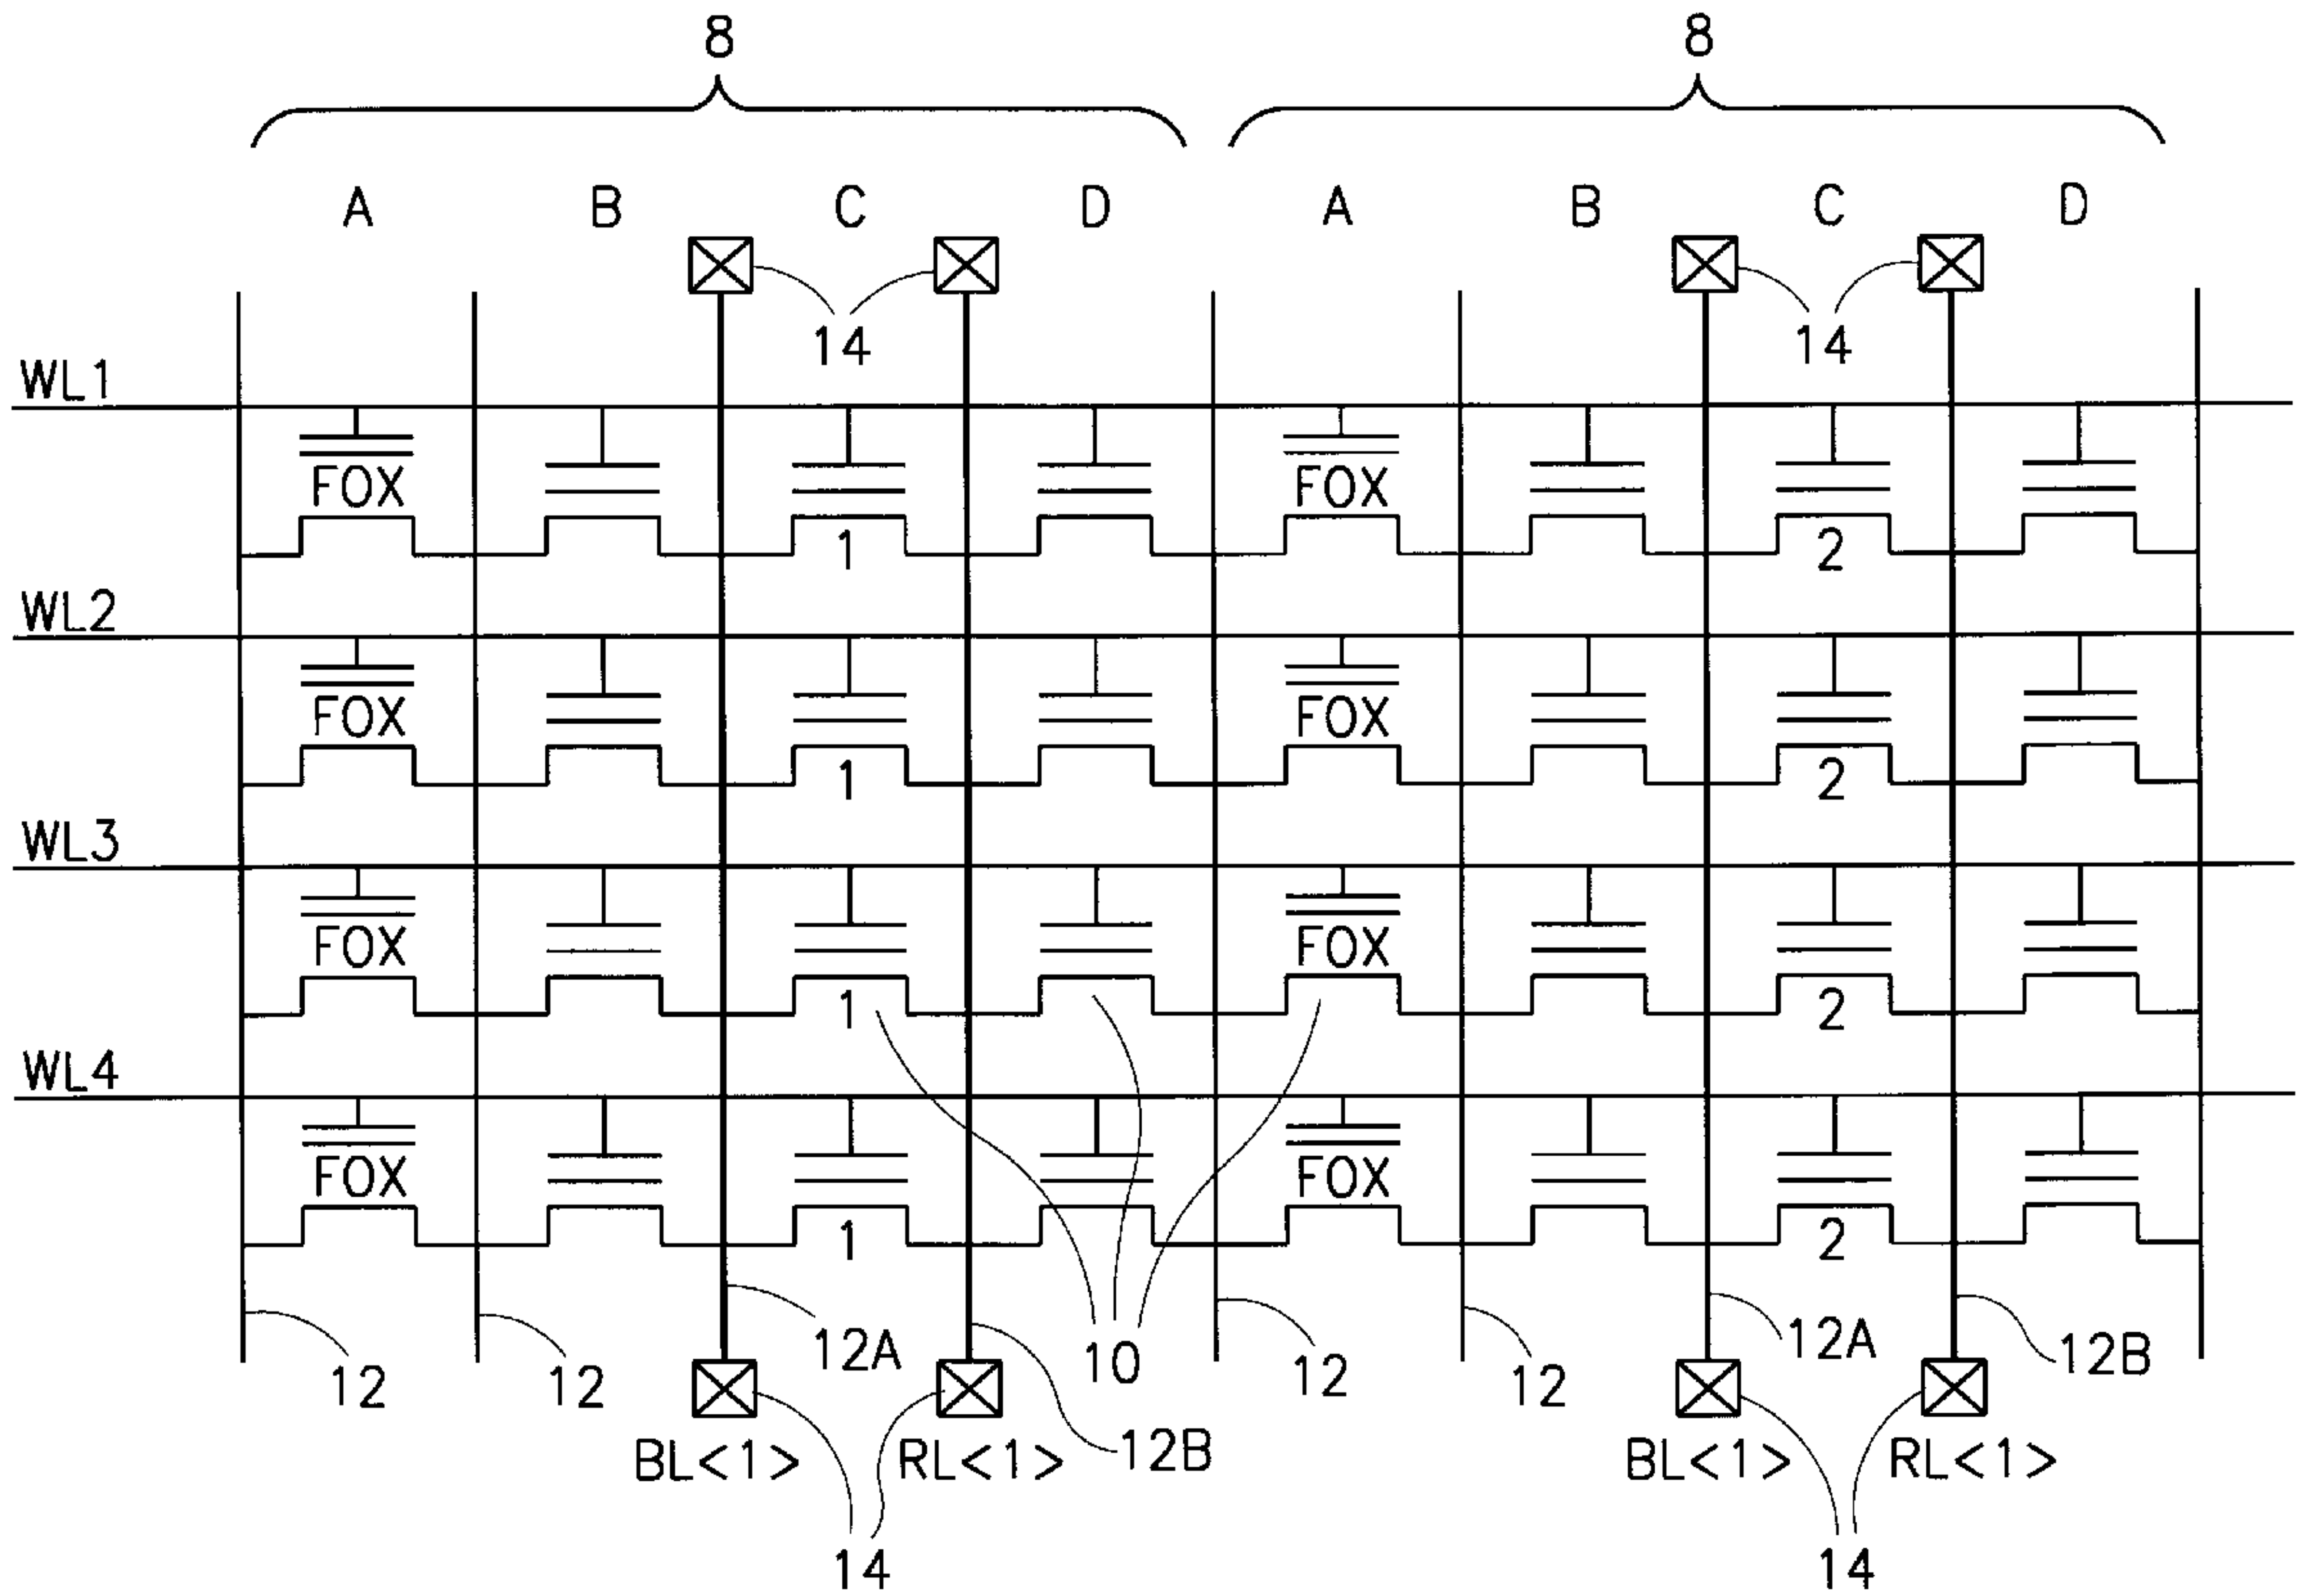 8 8
A B C D A B C D
14 14
WL1
FOX FOX
1 2
WL2
FOX FOX
1 2
WL3
FOX FOX
1 2
WL4
FOX FOX
1 2
12 12 12A 10 12 12 12A 12B
BL<1> RL<1> 12B BL<1> RL<1>
14 14